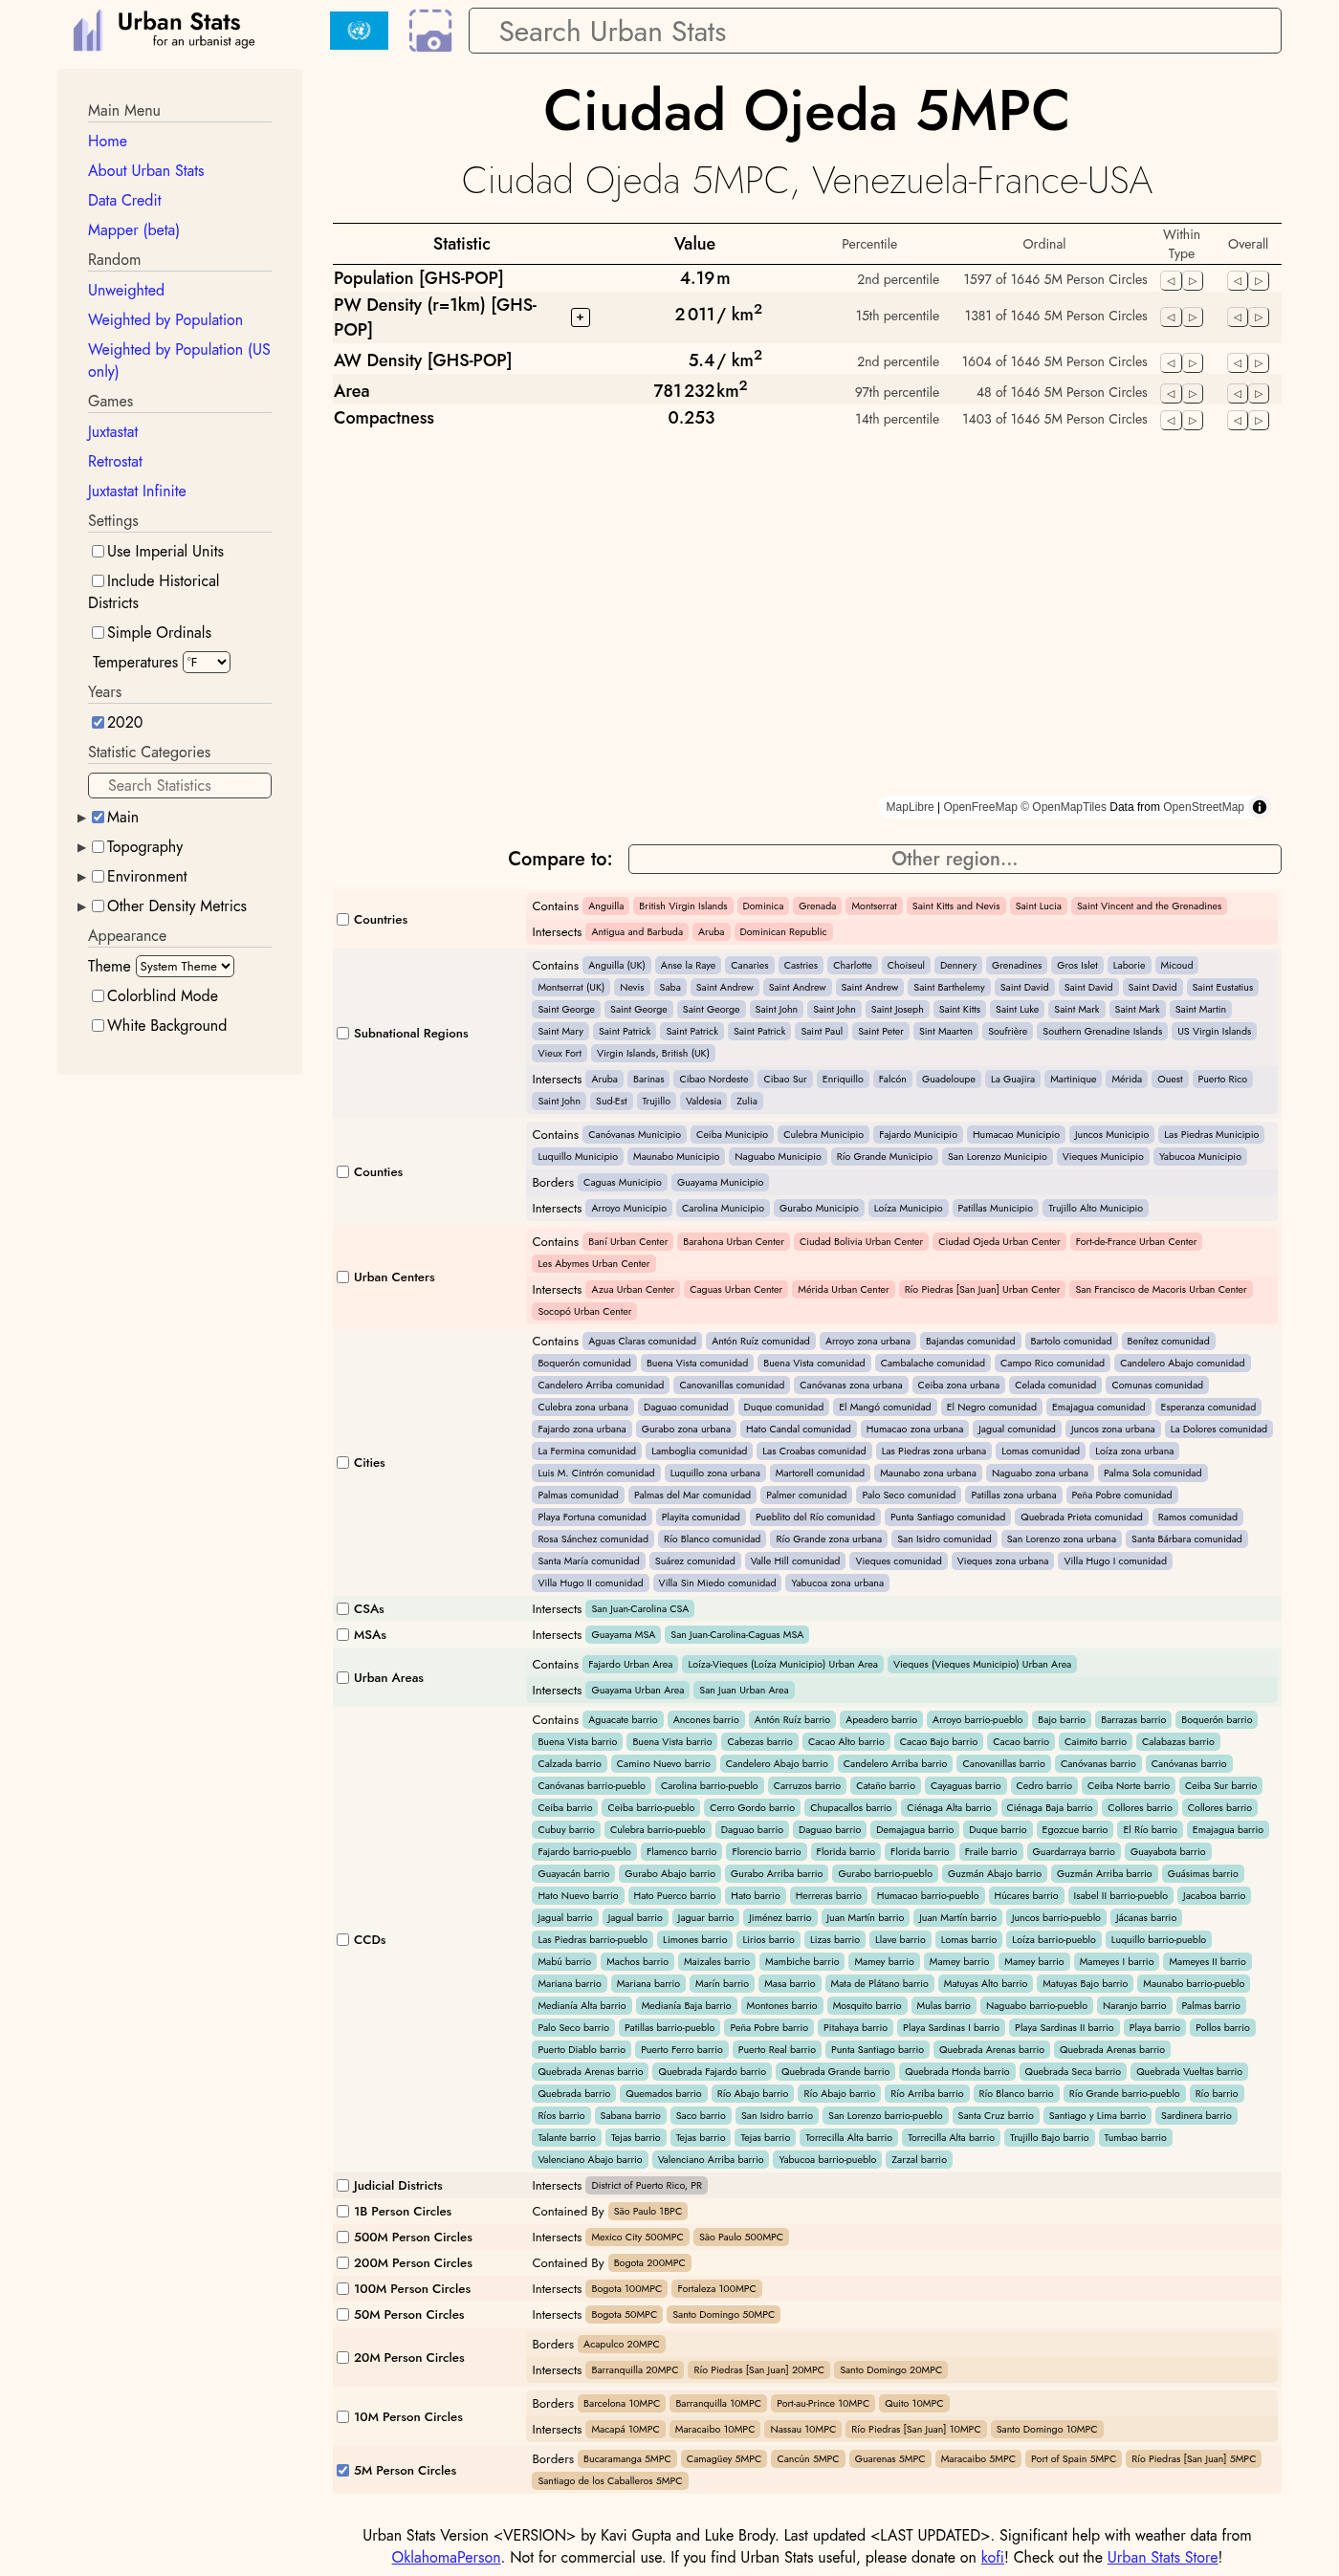 Urban Stats
for an urbanist age
Search Urban Stats
Main Menu
Home
About Urban Stats
Data Credit
Mapper (beta)
Random
Unweighted
Weighted by Population
Weighted by Population (US
only)
Games
Juxtastat
Retrostat
Juxtastat Infinite
Settings
Use Imperial Units
Include Historical
Districts
Simple Ordinals
Temperatures °F
Years
2020
Statistic Categories
Search Statistics
Main
Topography
Environment
Other Density Metrics
Appearance
Theme System Theme
Colorblind Mode
White Background
Ciudad Ojeda 5MPC
Ciudad Ojeda 5MPC, Venezuela-France-USA
Statistic Value Percentile Ordinal Within Type Overall
Population [GHS-POP] 4.19 m 2nd percentile 1597 of 1646 5M Person Circles
PW Density (r=1km) [GHS-
POP] + 2 011 / km2 15th percentile 1381 of 1646 5M Person Circles
AW Density [GHS-POP] 5.4 / km2 2nd percentile 1604 of 1646 5M Person Circles
Area 781 232 km2 97th percentile 48 of 1646 5M Person Circles
Compactness 0.253 14th percentile 1403 of 1646 5M Person Circles
MapLibre | OpenFreeMap © OpenMapTiles Data from OpenStreetMap
Compare to: Other region...
Countries
Contains Anguilla British Virgin Islands Dominica Grenada Montserrat Saint Kitts and Nevis Saint Lucia Saint Vincent and the Grenadines
Intersects Antigua and Barbuda Aruba Dominican Republic
Subnational Regions
Contains Anguilla (UK) Anse la Raye Canaries Castries Charlotte Choiseul Dennery Grenadines Gros Islet Laborie Micoud
Montserrat (UK) Nevis Saba Saint Andrew Saint Andrew Saint Andrew Saint Barthelemy Saint David Saint David Saint David Saint Eustatius
Saint George Saint George Saint George Saint John Saint John Saint Joseph Saint Kitts Saint Luke Saint Mark Saint Mark Saint Martin
Saint Mary Saint Patrick Saint Patrick Saint Patrick Saint Paul Saint Peter Sint Maarten Soufrière Southern Grenadine Islands US Virgin Islands
Vieux Fort Virgin Islands, British (UK)
Intersects Aruba Barinas Cibao Nordeste Cibao Sur Enriquillo Falcón Guadeloupe La Guajira Martinique Mérida Ouest Puerto Rico
Saint John Sud-Est Trujillo Valdesia Zulia
Counties
Contains Canóvanas Municipio Ceiba Municipio Culebra Municipio Fajardo Municipio Humacao Municipio Juncos Municipio Las Piedras Municipio
Luquillo Municipio Maunabo Municipio Naguabo Municipio Río Grande Municipio San Lorenzo Municipio Vieques Municipio Yabucoa Municipio
Borders Caguas Municipio Guayama Municipio
Intersects Arroyo Municipio Carolina Municipio Gurabo Municipio Loíza Municipio Patillas Municipio Trujillo Alto Municipio
Urban Centers
Contains Baní Urban Center Barahona Urban Center Ciudad Bolivia Urban Center Ciudad Ojeda Urban Center Fort-de-France Urban Center
Les Abymes Urban Center
Intersects Azua Urban Center Caguas Urban Center Mérida Urban Center Río Piedras [San Juan] Urban Center San Francisco de Macoris Urban Center
Socopó Urban Center
Cities
Contains Aguas Claras comunidad Antón Ruíz comunidad Arroyo zona urbana Bajandas comunidad Bartolo comunidad Benítez comunidad
Boquerón comunidad Buena Vista comunidad Buena Vista comunidad Cambalache comunidad Campo Rico comunidad Candelero Abajo comunidad
Candelero Arriba comunidad Canovanillas comunidad Canóvanas zona urbana Ceiba zona urbana Celada comunidad Comunas comunidad
Culebra zona urbana Daguao comunidad Duque comunidad El Mangó comunidad El Negro comunidad Emajagua comunidad Esperanza comunidad
Fajardo zona urbana Gurabo zona urbana Hato Candal comunidad Humacao zona urbana Jagual comunidad Juncos zona urbana La Dolores comunidad
La Fermina comunidad Lamboglia comunidad Las Croabas comunidad Las Piedras zona urbana Lomas comunidad Loíza zona urbana
Luis M. Cintrón comunidad Luquillo zona urbana Martorell comunidad Maunabo zona urbana Naguabo zona urbana Palma Sola comunidad
Palmas comunidad Palmas del Mar comunidad Palmer comunidad Palo Seco comunidad Patillas zona urbana Peña Pobre comunidad
Playa Fortuna comunidad Playita comunidad Pueblito del Río comunidad Punta Santiago comunidad Quebrada Prieta comunidad Ramos comunidad
Rosa Sánchez comunidad Río Blanco comunidad Río Grande zona urbana San Isidro comunidad San Lorenzo zona urbana Santa Bárbara comunidad
Santa María comunidad Suárez comunidad Valle Hill comunidad Vieques comunidad Vieques zona urbana Villa Hugo I comunidad
Villa Hugo II comunidad Villa Sin Miedo comunidad Yabucoa zona urbana
CSAs
Intersects San Juan-Carolina CSA
MSAs
Intersects Guayama MSA San Juan-Carolina-Caguas MSA
Urban Areas
Contains Fajardo Urban Area Loíza-Vieques (Loíza Municipio) Urban Area Vieques (Vieques Municipio) Urban Area
Intersects Guayama Urban Area San Juan Urban Area
CCDs
Contains Aguacate barrio Ancones barrio Antón Ruíz barrio Apeadero barrio Arroyo barrio-pueblo Bajo barrio Barrazas barrio Boquerón barrio
Buena Vista barrio Buena Vista barrio Cabezas barrio Cacao Alto barrio Cacao Bajo barrio Cacao barrio Caimito barrio Calabazas barrio
Calzada barrio Camino Nuevo barrio Candelero Abajo barrio Candelero Arriba barrio Canovanillas barrio Canóvanas barrio Canóvanas barrio
Canóvanas barrio-pueblo Carolina barrio-pueblo Carruzos barrio Cataño barrio Cayaguas barrio Cedro barrio Ceiba Norte barrio Ceiba Sur barrio
Ceiba barrio Ceiba barrio-pueblo Cerro Gordo barrio Chupacallos barrio Ciénaga Alta barrio Ciénaga Baja barrio Collores barrio Collores barrio
Cubuy barrio Culebra barrio-pueblo Daguao barrio Daguao barrio Demajagua barrio Duque barrio Egozcue barrio El Río barrio Emajagua barrio
Fajardo barrio-pueblo Flamenco barrio Florencio barrio Florida barrio Florida barrio Fraile barrio Guardarraya barrio Guayabota barrio
Guayacán barrio Gurabo Abajo barrio Gurabo Arriba barrio Gurabo barrio-pueblo Guzmán Abajo barrio Guzmán Arriba barrio Guásimas barrio
Hato Nuevo barrio Hato Puerco barrio Hato barrio Herreras barrio Humacao barrio-pueblo Húcares barrio Isabel II barrio-pueblo Jacaboa barrio
Jagual barrio Jagual barrio Jaguar barrio Jiménez barrio Juan Martín barrio Juan Martín barrio Juncos barrio-pueblo Jácanas barrio
Las Piedras barrio-pueblo Limones barrio Lirios barrio Lizas barrio Llave barrio Lomas barrio Loíza barrio-pueblo Luquillo barrio-pueblo
Mabú barrio Machos barrio Maizales barrio Mambiche barrio Mamey barrio Mamey barrio Mamey barrio Mameyes I barrio Mameyes II barrio
Mariana barrio Mariana barrio Marín barrio Masa barrio Mata de Plátano barrio Matuyas Alto barrio Matuyas Bajo barrio Maunabo barrio-pueblo
Medianía Alta barrio Medianía Baja barrio Montones barrio Mosquito barrio Mulas barrio Naguabo barrio-pueblo Naranjo barrio Palmas barrio
Palo Seco barrio Patillas barrio-pueblo Peña Pobre barrio Pitahaya barrio Playa Sardinas I barrio Playa Sardinas II barrio Playa barrio Pollos barrio
Puerto Diablo barrio Puerto Ferro barrio Puerto Real barrio Punta Santiago barrio Quebrada Arenas barrio Quebrada Arenas barrio
Quebrada Arenas barrio Quebrada Fajardo barrio Quebrada Grande barrio Quebrada Honda barrio Quebrada Seca barrio Quebrada Vueltas barrio
Quebrada barrio Quemados barrio Río Abajo barrio Río Abajo barrio Río Arriba barrio Río Blanco barrio Río Grande barrio-pueblo Río barrio
Ríos barrio Sabana barrio Saco barrio San Isidro barrio San Lorenzo barrio-pueblo Santa Cruz barrio Santiago y Lima barrio Sardinera barrio
Talante barrio Tejas barrio Tejas barrio Tejas barrio Torrecilla Alta barrio Torrecilla Alta barrio Trujillo Bajo barrio Tumbao barrio
Valenciano Abajo barrio Valenciano Arriba barrio Yabucoa barrio-pueblo Zarzal barrio
Judicial Districts
Intersects District of Puerto Rico, PR
1B Person Circles
Contained By São Paulo 1BPC
500M Person Circles
Intersects Mexico City 500MPC São Paulo 500MPC
200M Person Circles
Contained By Bogota 200MPC
100M Person Circles
Intersects Bogota 100MPC Fortaleza 100MPC
50M Person Circles
Intersects Bogota 50MPC Santo Domingo 50MPC
20M Person Circles
Borders Acapulco 20MPC
Intersects Barranquilla 20MPC Río Piedras [San Juan] 20MPC Santo Domingo 20MPC
10M Person Circles
Borders Barcelona 10MPC Barranquilla 10MPC Port-au-Prince 10MPC Quito 10MPC
Intersects Macapá 10MPC Maracaibo 10MPC Nassau 10MPC Río Piedras [San Juan] 10MPC Santo Domingo 10MPC
5M Person Circles
Borders Bucaramanga 5MPC Camagüey 5MPC Cancún 5MPC Guarenas 5MPC Maracaibo 5MPC Port of Spain 5MPC Río Piedras [San Juan] 5MPC
Santiago de los Caballeros 5MPC
Urban Stats Version <VERSION> by Kavi Gupta and Luke Brody. Last updated <LAST UPDATED>. Significant help with weather data from
OklahomaPerson. Not for commercial use. If you find Urban Stats useful, please donate on kofi! Check out the Urban Stats Store!